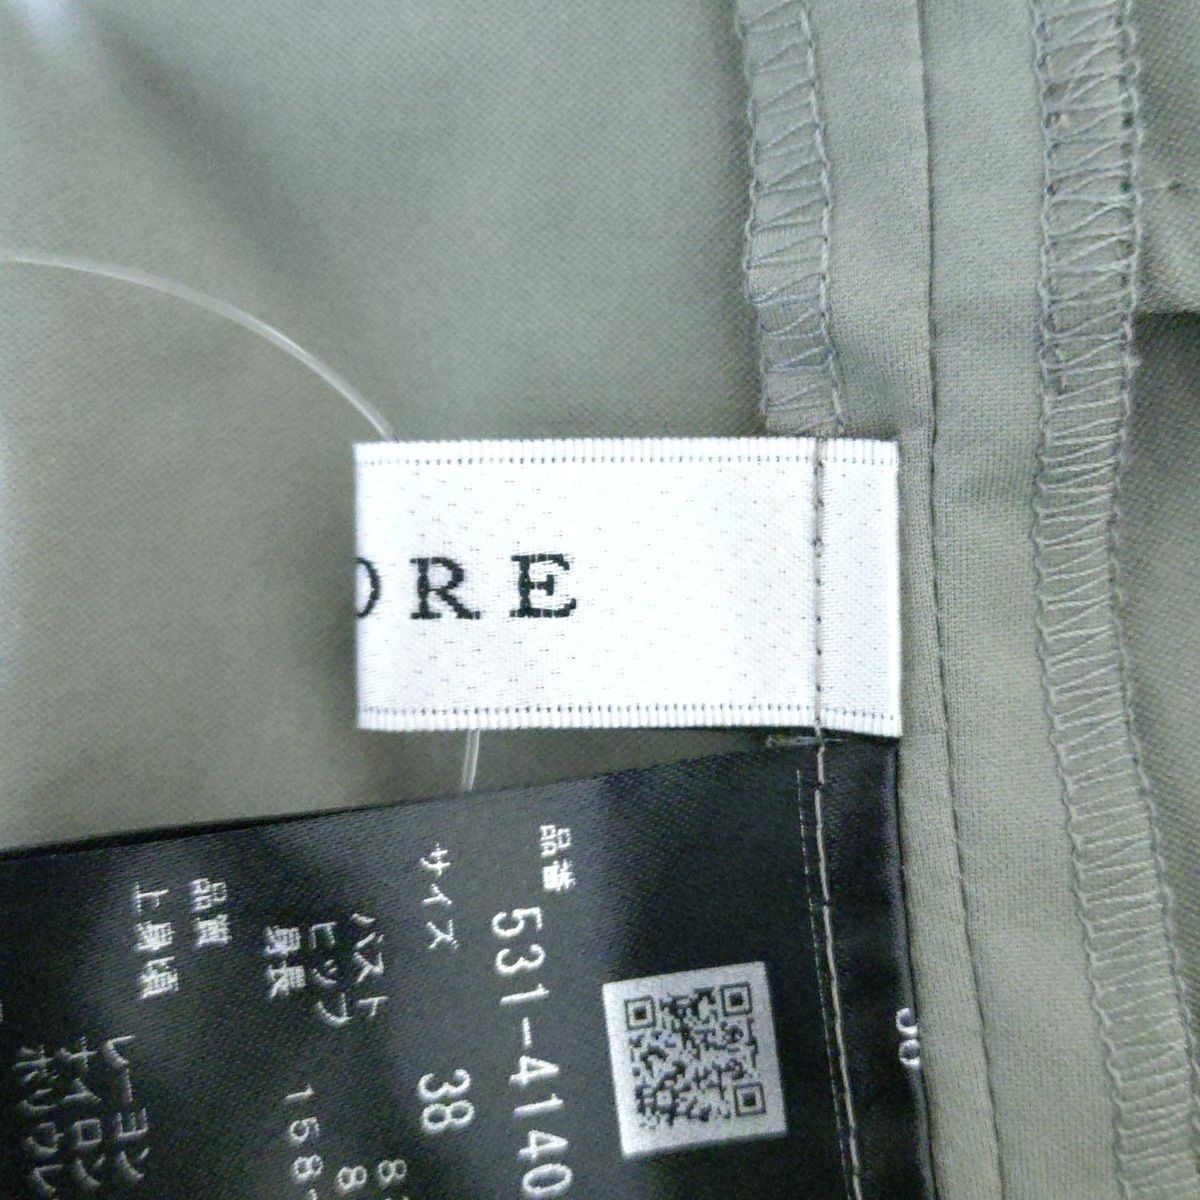 ORE
品番 531-4140
サイズ 38
バスト
ヒップ
身長 158
品質
上身頃
レーヨン
ナイロン
ポリウレ